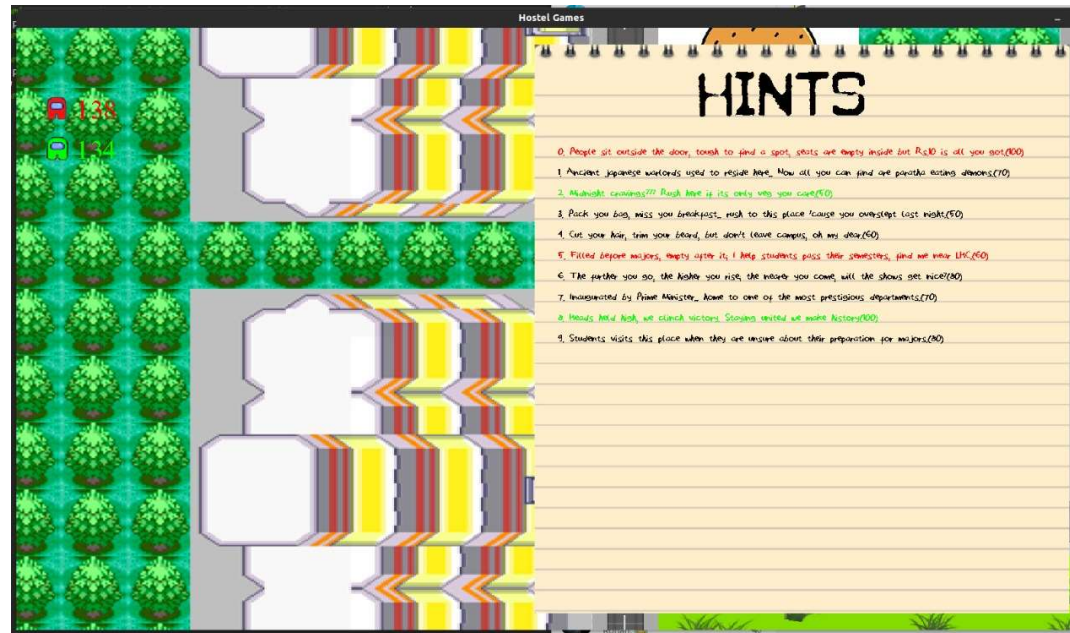 Hostel Games
138
134
HINTS
0. People sit outside the door, tough to find a spot, seats are empty inside but Rs10 is all you got.(100)
1. Ancient japanese warlords used to reside here. Now all you can find are paratha eating demons.(70)
2. Midnight cravings??? Rush here if its only veg you care(50)
3. Pack you bag, miss you breakfast, rush to this place 'cause you overslept last night.(50)
4. Cut your hair, trim your beard, but don't leave campus, oh my dear.(60)
5. Filled before majors, empty after it; I help students pass their semesters, find me near LHC(60)
6. The further you go, the higher you rise, the nearer you come, will the shows get nice?(80)
7. Inaugurated by Prime Minister, home to one of the most prestigious departments.(70)
8. Heads held high, we clinch victory. Staying united we make history(100)
9. Students visits this place when they are unsure about their preparation for majors.(80)